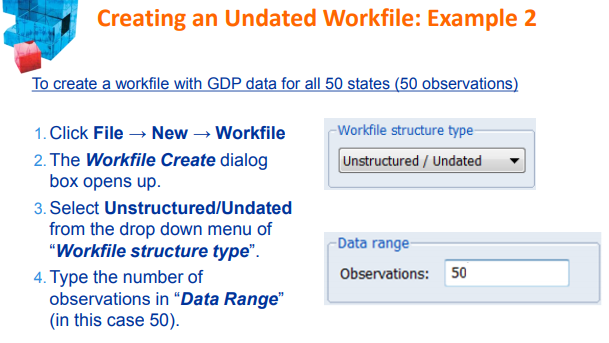 Creating an Undated Workfile: Example 2
To create a workfile with GDP data for all 50 states (50 observations)
1. Click File → New → Workfile
2. The Workfile Create dialog
box opens up.
3. Select Unstructured/Undated
from the drop down menu of
“Workfile structure type”.
4. Type the number of
observations in “Data Range”
(in this case 50).
Workfile structure type
Unstructured / Undated
Data range
Observations: 50